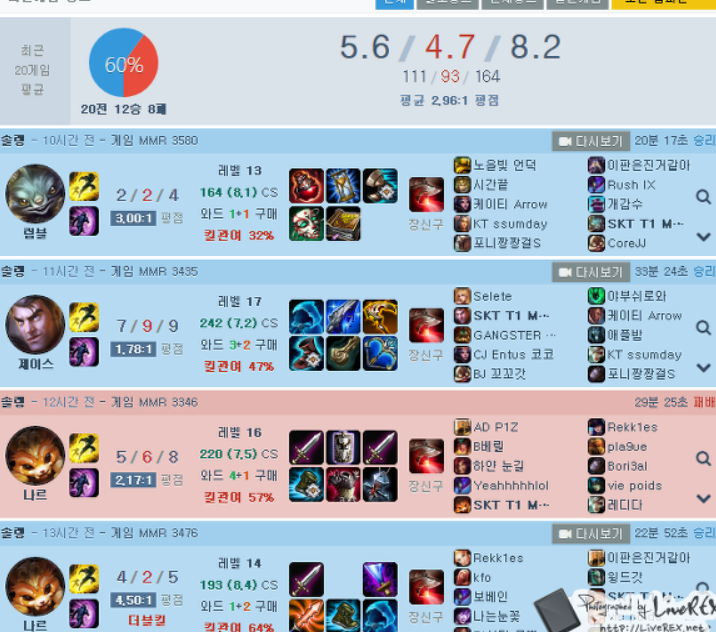 최근
20게임
평균
60%
20전 12승 8패
5.6 / 4.7 / 8.2
111 / 93 / 164
평균 2.96:1 평점
솔랭 - 10시간 전 - 게임 MMR 3580
다시보기 20분 17초 승리
럼블
2 / 2 / 4
3.00:1 평점
레벨 13
164 (8.1) CS
와드 1+1 구매
킬관여 32%
장신구
노을빛 언덕
시간끝
케이티 Arrow
KT ssumday
포니짱짱걸S
이판은진거같아
Rush IX
개감수
SKT T1 M...
CoreJJ
솔랭 - 11시간 전 - 게임 MMR 3435
다시보기 33분 24초 승리
제이스
7 / 9 / 9
1.78:1 평점
레벨 17
242 (7.2) CS
와드 3+2 구매
킬관여 47%
장신구
Selete
SKT T1 M...
GANGSTER ...
CJ Entus 코코
BJ 꼬꼬갓
야부쉬로와
케이티 Arrow
애플밤
KT ssumday
포니짱짱걸S
솔랭 - 12시간 전 - 게임 MMR 3346
29분 25초 패배
나르
5 / 6 / 8
2.17:1 평점
레벨 16
220 (7.5) CS
와드 4+1 구매
킬관여 57%
장신구
AD P1Z
B베릴
하얀 눈길
Yeahhhhhlol
SKT T1 M...
Rekk1es
pla9ue
Bori3al
vie poids
레디다
솔랭 - 13시간 전 - 게임 MMR 3476
다시보기 22분 52초 승리
나르
4 / 2 / 5
4.50:1 평점
더블킬
레벨 14
193 (8.4) CS
와드 1+2 구매
킬관여 64%
장신구
Rekk1es
kfo
보베인
나는눈꽃
이판은진거같아
윙드갓
Photographed by LiveREX
http://LiveREX.net